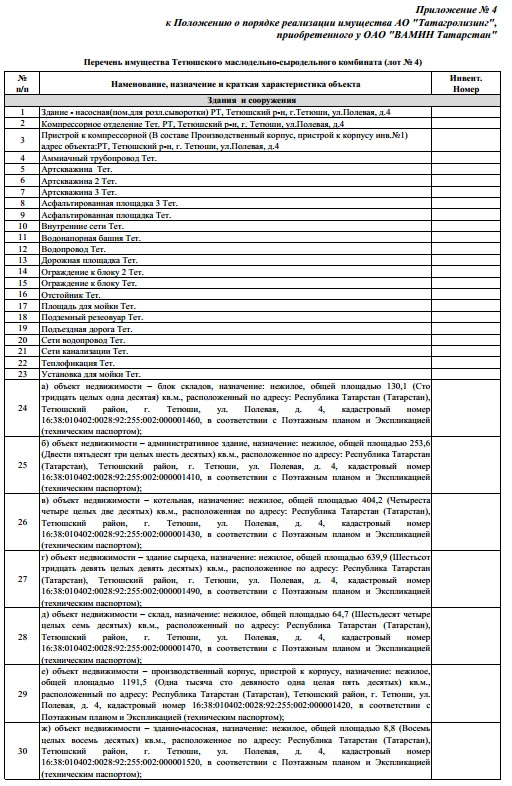 Приложение № 4
к Положению о порядке реализации имущества АО "Татагролизинг",
приобретенного у ОАО "ВАМИН Татарстан"
Перечень имущества Тетюшского маслодельно-сыродельного комбината (лот № 4)
№ п/п
Наименование, назначение и краткая характеристика объекта
Инвент. Номер
Здания и сооружения
1 Здание - насосная(пом.для розл.сыворотки) РТ, Тетюшский р-н, г.Тетюши, ул.Полевая, д.4
2 Компрессорное отделение Тет. РТ, Тетюшский р-н, г. Тетюши, ул.Полевая, д.4
3 Пристрой к компрессорной (В составе Производственный корпус, пристрой к корпусу инв.№1)
адрес объекта:РТ, Тетюшский р-н, г.Тетюши, ул.Полевая, д.4
4 Аммиачный трубопровод Тет.
5 Артскважина Тет.
6 Артскважина 2 Тет.
7 Артскважина 3 Тет.
8 Асфальтированная площадка 3 Тет.
9 Асфальтированная площадка Тет.
10 Внутренние сети Тет.
11 Водонапорная башня Тет.
12 Водопровод Тет.
13 Дорожная площадка Тет.
14 Ограждение к блоку 2 Тет.
15 Ограждение к блоку Тет.
16 Отстойник Тет.
17 Площадь для мойки Тет.
18 Подземный резеовуар Тет.
19 Подъездная дорога Тет.
20 Сети водопровод Тет.
21 Сети канализации Тет.
22 Теплофикация Тет.
23 Установка для мойки Тет.
24 а) объект недвижимости – блок складов, назначение: нежилое, общей площадью 130,1 (Сто
тридцать целых одна десятая) кв.м., расположенный по адресу: Республика Татарстан (Татарстан),
Тетюшский район, г. Тетюши, ул. Полевая, д. 4, кадастровый номер
16:38:010402:0028:92:255:002:000001460, в соответствии с Поэтажным планом и Экспликацией
(техническим паспортом);
25 б) объект недвижимости – административное здание, назначение: нежилое, общей площадью 253,6
(Двести пятьдесят три целых шесть десятых) кв.м., расположенное по адресу: Республика Татарстан
(Татарстан), Тетюшский район, г. Тетюши, ул. Полевая, д. 4, кадастровый номер
16:38:010402:0028:92:255:002:000001410, в соответствии с Поэтажным планом и Экспликацией
(техническим паспортом);
26 в) объект недвижимости – котельная, назначение: нежилое, общей площадью 404,2 (Четыреста
четыре целых две десятых) кв.м., расположенная по адресу: Республика Татарстан (Татарстан),
Тетюшский район, г. Тетюши, ул. Полевая, д. 4, кадастровый номер
16:38:010402:0028:92:255:002:000001430, в соответствии с Поэтажным планом и Экспликацией
(техническим паспортом);
27 г) объект недвижимости – здание сырцеха, назначение: нежилое, общей площадью 639,9 (Шестьсот
тридцать девять целых девять десятых) кв.м., расположенное по адресу: Республика Татарстан
(Татарстан), Тетюшский район, г. Тетюши, ул. Полевая, д. 4, кадастровый номер
16:38:010402:0028:92:255:002:000001490, в соответствии с Поэтажным планом и Экспликацией
(техническим паспортом);
28 д) объект недвижимости – склад, назначение: нежилое, общей площадью 64,7 (Шестьдесят четыре
целых семь десятых) кв.м., расположенный по адресу: Республика Татарстан (Татарстан),
Тетюшский район, г. Тетюши, ул. Полевая, д. 4, кадастровый номер
16:38:010402:0028:92:255:002:000001470, в соответствии с Поэтажным планом и Экспликацией
(техническим паспортом);
29 е) объект недвижимости – производственный корпус, пристрой к корпусу, назначение: нежилое,
общей площадью 1191,5 (Одна тысяча сто девяносто одна целая пять десятых) кв.м.,
расположенный по адресу: Республика Татарстан (Татарстан), Тетюшский район, г. Тетюши, ул.
Полевая, д. 4, кадастровый номер 16:38:010402:0028:92:255:002:000001420, в соответствии с
Поэтажным планом и Экспликацией (техническим паспортом);
30 ж) объект недвижимости – здание-насосная, назначение: нежилое, общей площадью 8,8 (Восемь
целых восемь десятых) кв.м., расположенное по адресу: Республика Татарстан (Татарстан),
Тетюшский район, г. Тетюши, ул. Полевая, д. 4, кадастровый номер
16:38:010402:0028:92:255:002:000001520, в соответствии с Поэтажным планом и Экспликацией
(техническим паспортом);